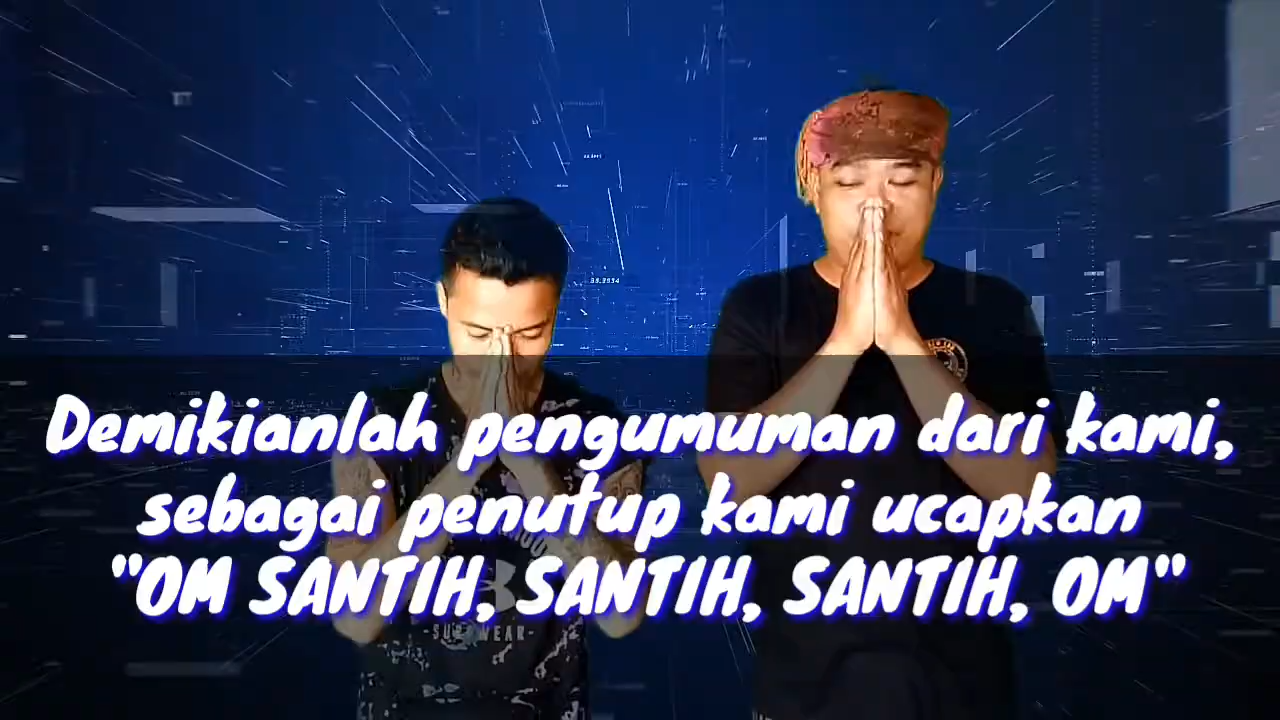 Demikianlah pengumuman dari kami,
sebagai penutup kami ucapkan
"OM SANTIH, SANTIH, SANTIH, OM"